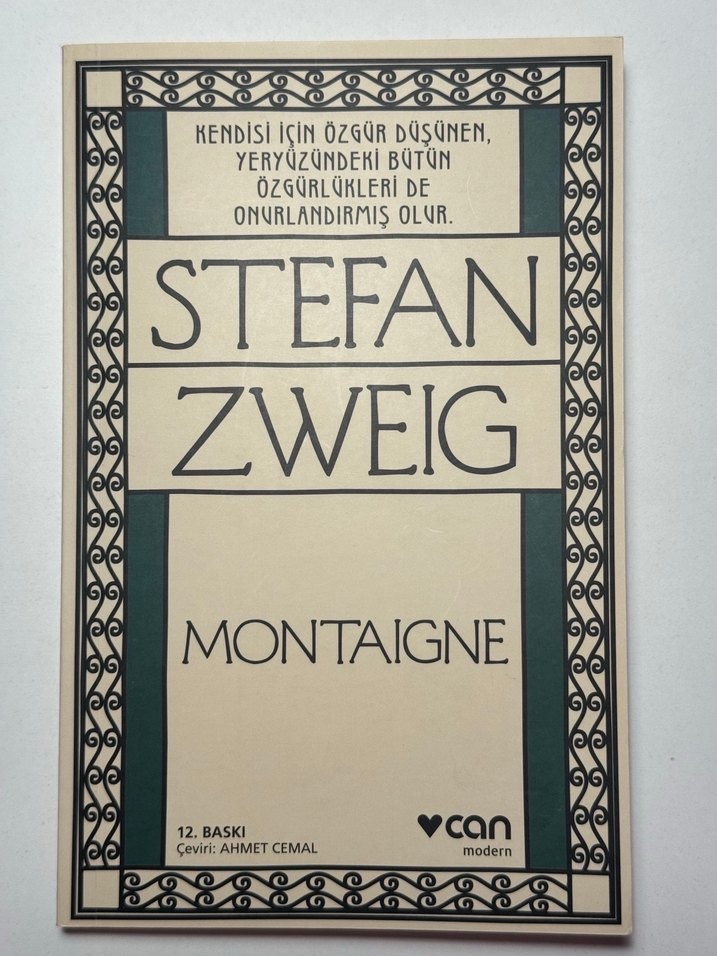 KENDİSİ İÇİN ÖZGÜR DÜŞÜNEN,
YERYÜZÜNDEKİ BÜTÜN
ÖZGÜRLÜKLERİ DE
ONURLANDIRMIŞ OLUR.
STEFAN
ZWEIG
MONTAIGNE
12. BASKI
Çeviri: AHMET CEMAL
can
modern